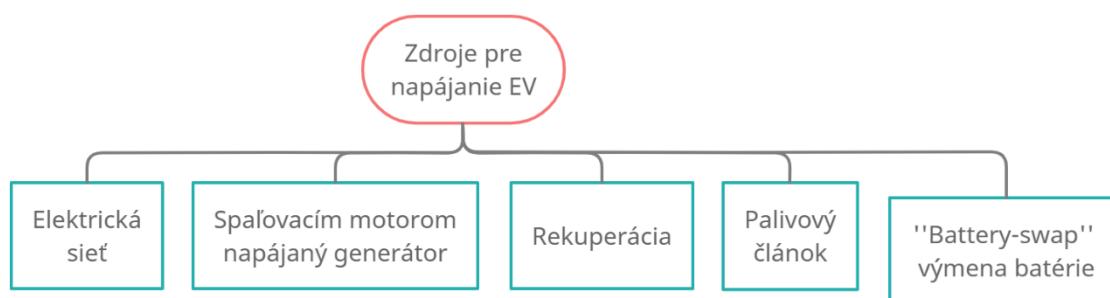 Zdroje pre
napájanie EV
Elektrická
sieť
Spaľovacím motorom
napájaný generátor
Rekuperácia
Palivový
článok
''Battery-swap''
výmena batérie